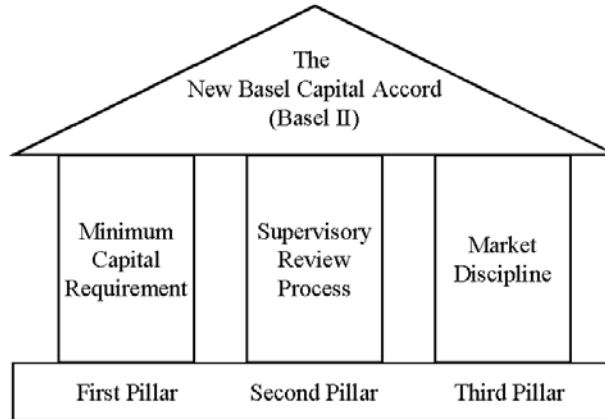 The
New Basel Capital Accord
(Basel II)
Minimum
Capital
Requirement
Supervisory
Review
Process
Market
Discipline
First Pillar
Second Pillar
Third Pillar